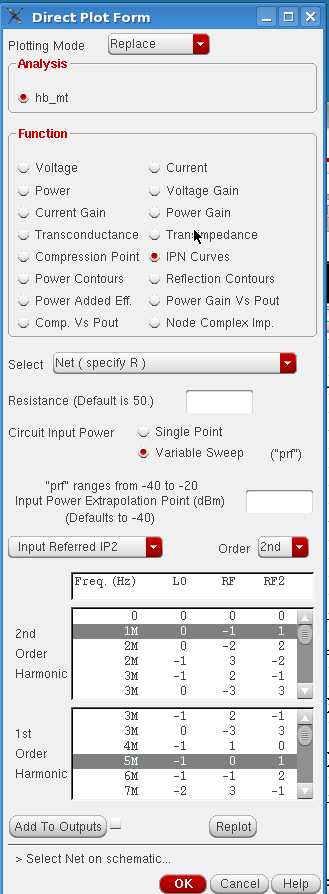 Direct Plot Form
Plotting Mode Replace
Analysis
hb_mt
Function
Voltage Current
Power Voltage Gain
Current Gain Power Gain
Transconductance Transimpedance
Compression Point IPN Curves
Power Contours Reflection Contours
Power Added Eff. Power Gain Vs Pout
Comp. Vs Pout Node Complex Imp.
Select Net ( specify R )
Resistance (Default is 50.)
Circuit Input Power Single Point
Variable Sweep ("prf")
"prf" ranges from -40 to -20
Input Power Extrapolation Point (dBm)
(Defaults to -40)
Input Referred IP2 Order 2nd
Freq. (Hz) LO RF RF2
2nd
Order
Harmonic
0 0 0 0
1M 0 -1 1
2M 0 -2 2
2M -1 3 -2
3M -1 2 -1
3M 0 -3 3
1st
Order
Harmonic
3M -1 2 -1
3M 0 -3 3
4M -1 1 0
5M -1 0 1
6M -1 -1 2
7M -2 3 -1
Add To Outputs Replot
> Select Net on schematic...
OK Cancel Help